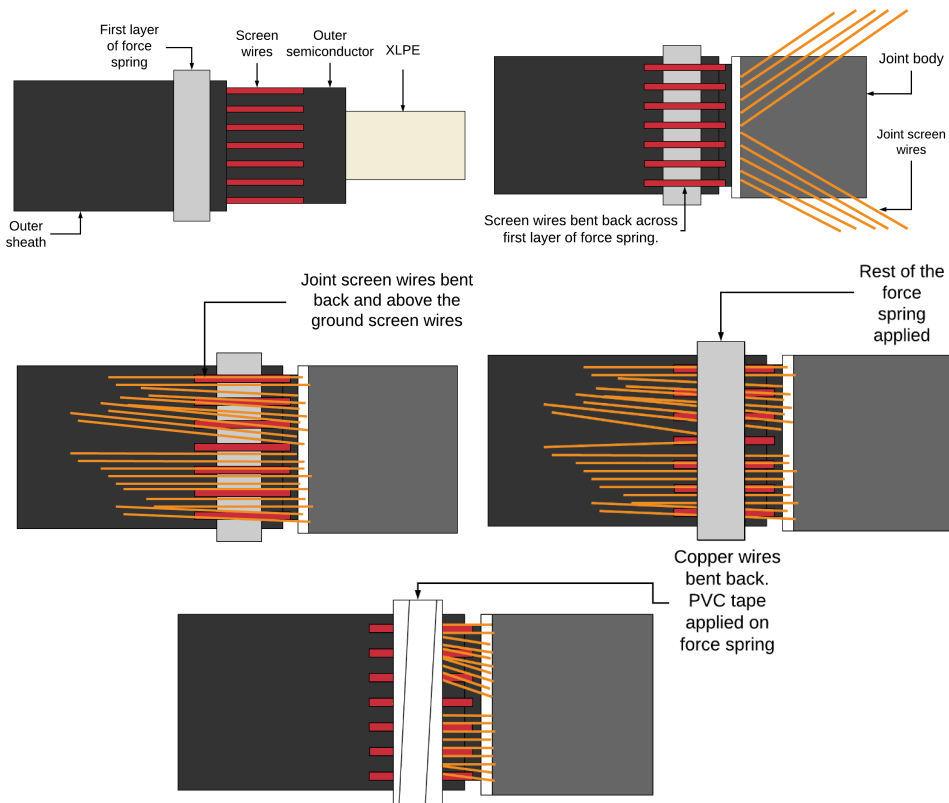 First layer
of force
spring
Screen
wires
Outer
semiconductor
XLPE
Outer
sheath
Joint body
Joint screen
wires
Screen wires bent back across
first layer of force spring.
Joint screen wires bent
back and above the
ground screen wires
Rest of the
force
spring
applied
Copper wires
bent back.
PVC tape
applied on
force spring